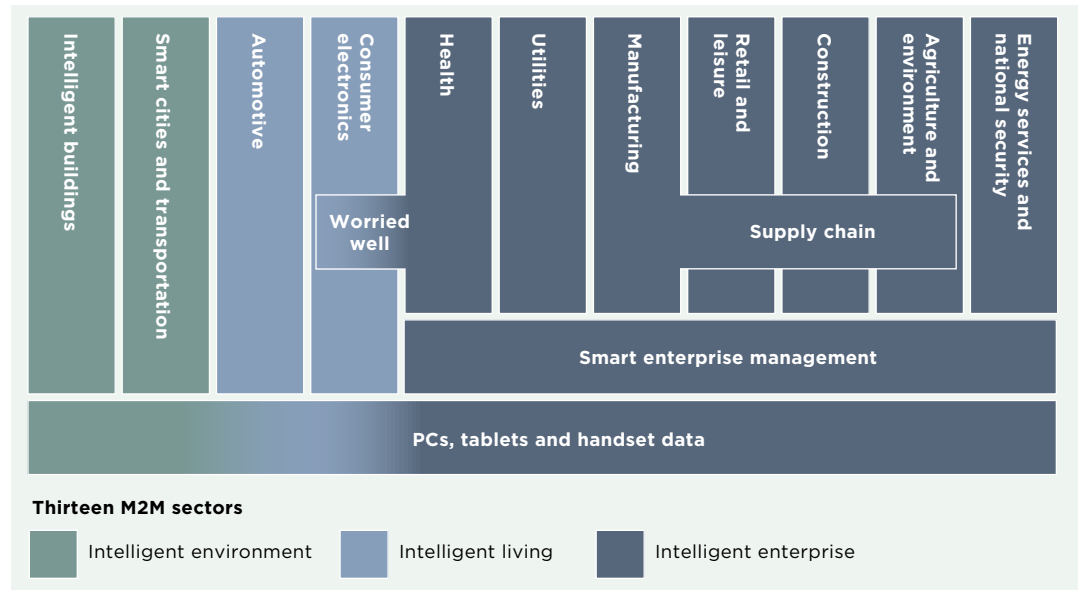 Intelligent buildings
Smart cities and transportation
Automotive
Consumer
electronics
Health
Utilities
Manufacturing
Retail and
leisure
Construction
Agriculture and
environment
Energy services and
national security
Worried
well
Supply chain
Smart enterprise management
PCs, tablets and handset data
Thirteen M2M sectors
Intelligent environment
Intelligent living
Intelligent enterprise